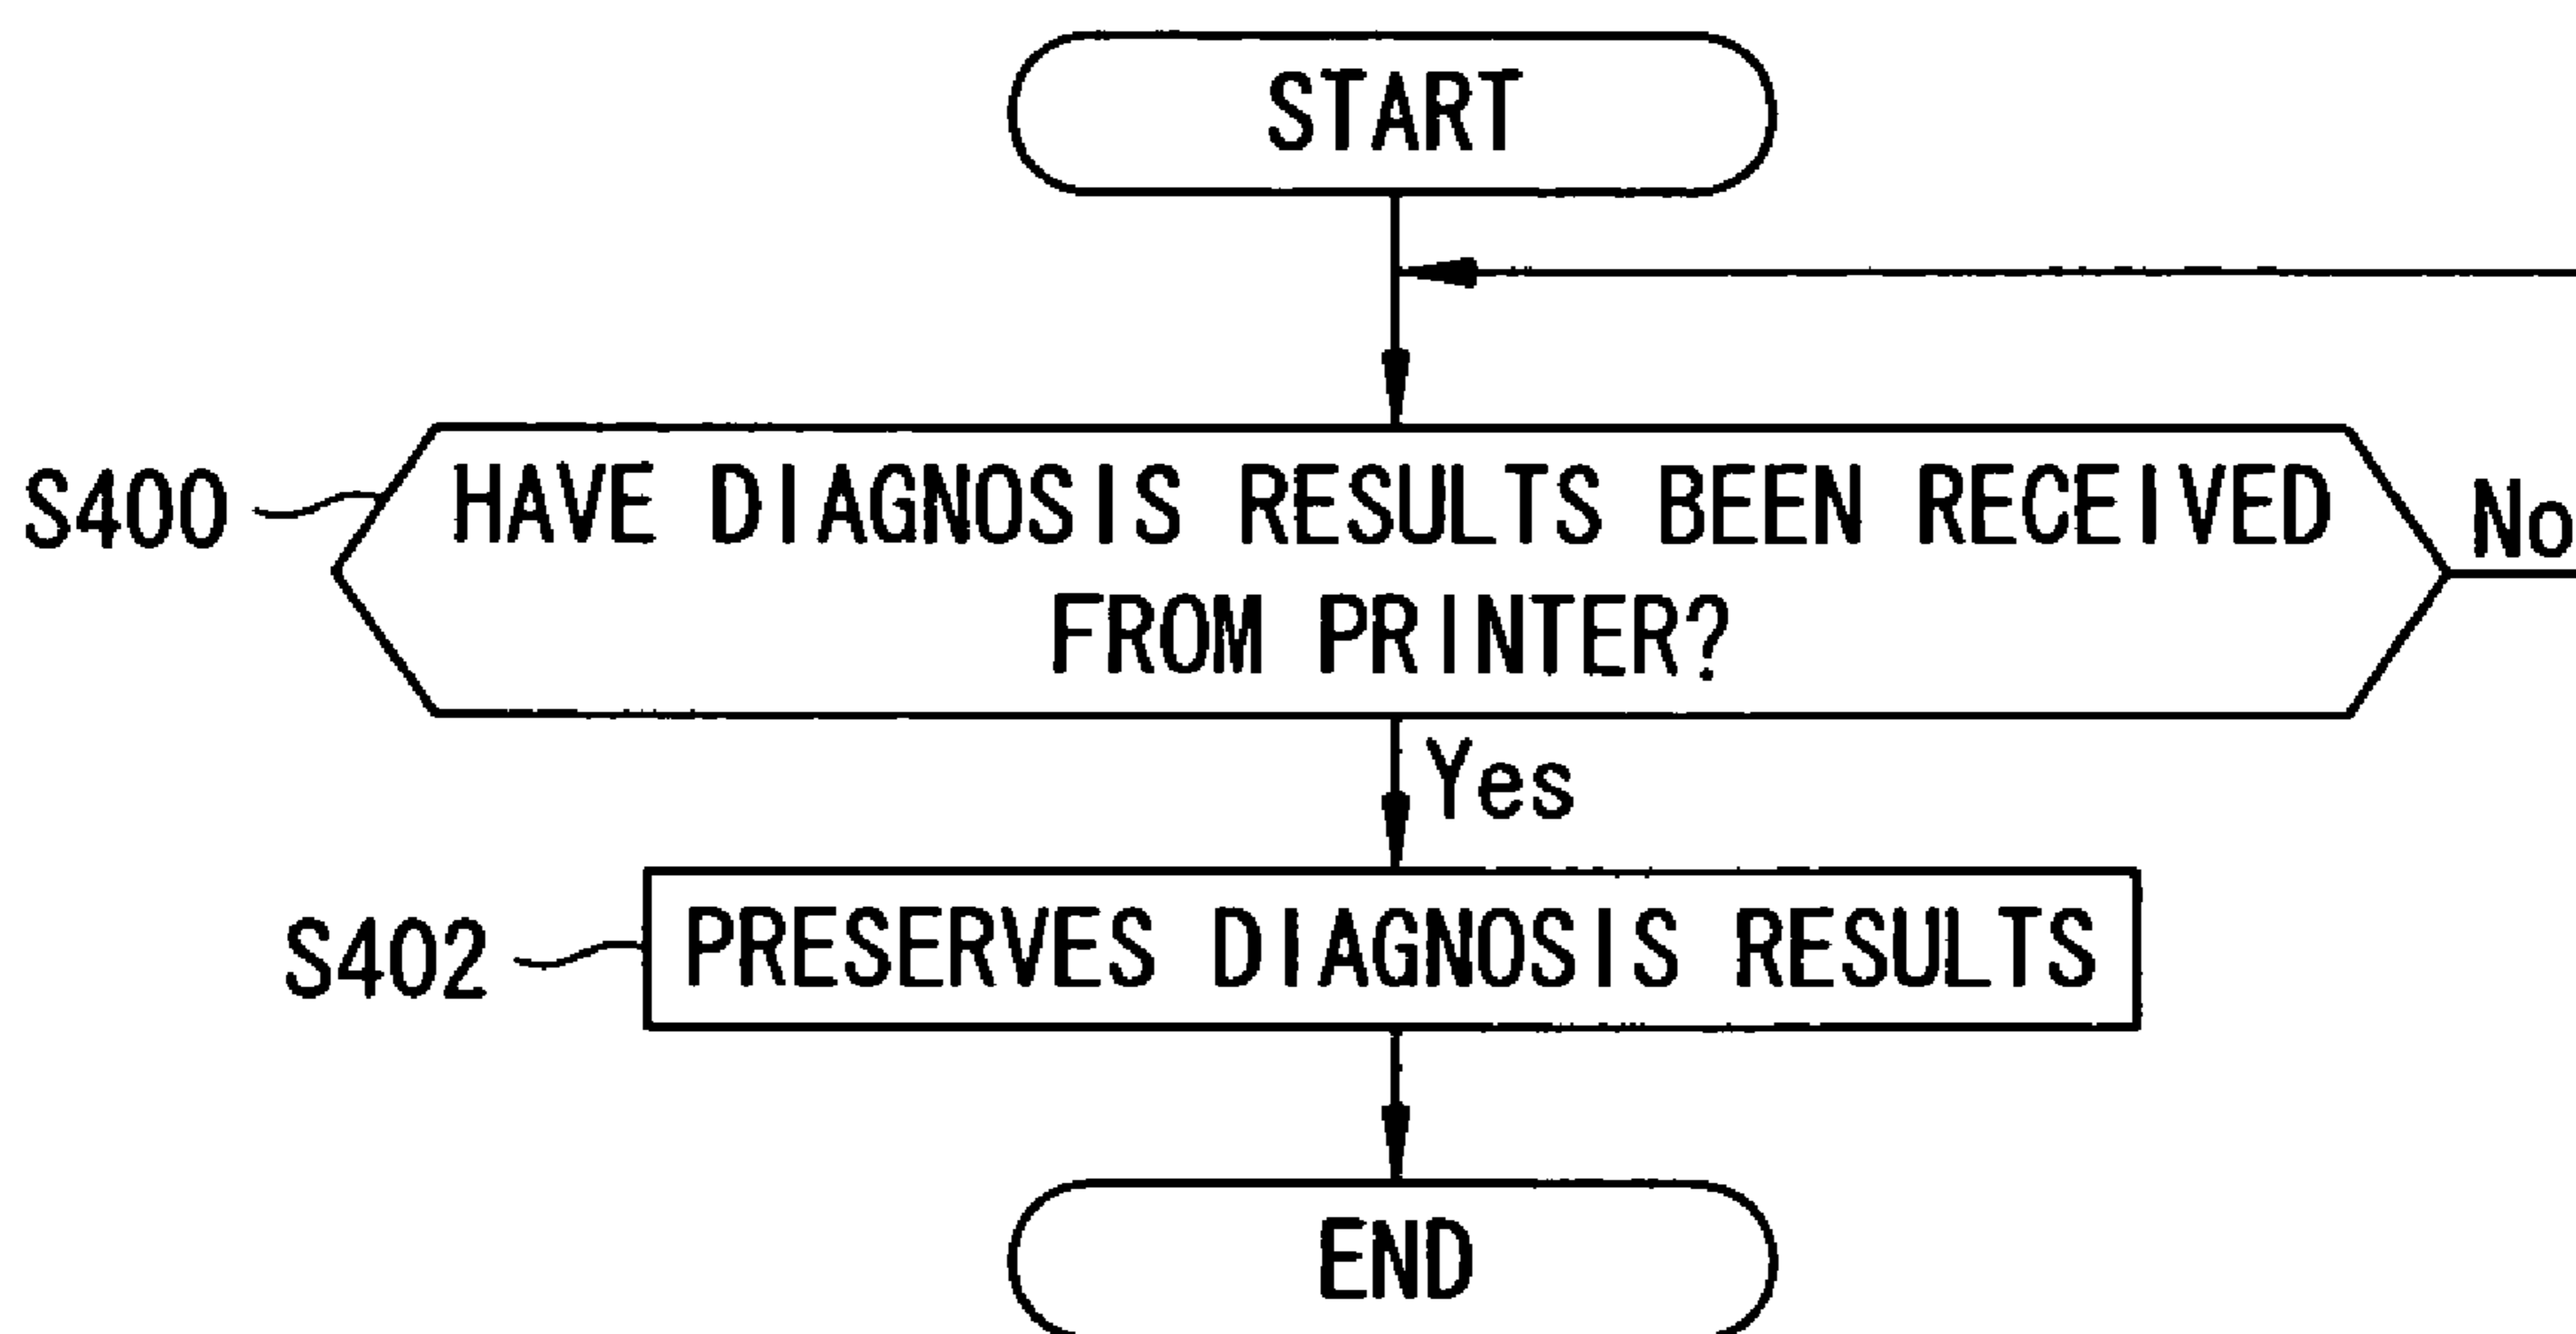 START
S400
HAVE DIAGNOSIS RESULTS BEEN RECEIVED
No
FROM PRINTER?
Yes
S402
PRESERVES DIAGNOSIS RESULTS
END